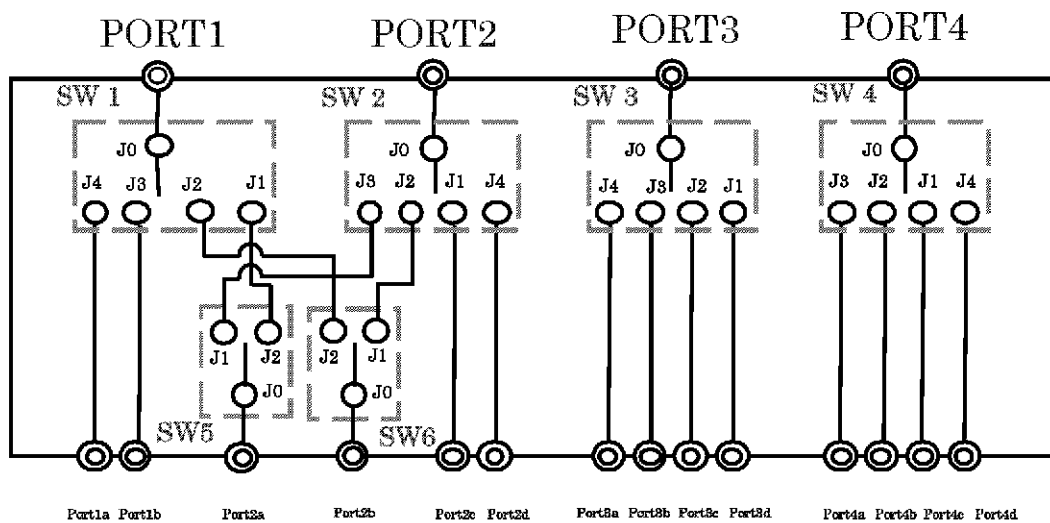 PORT1 PORT2 PORT3 PORT4
SW 1 SW 2 SW 3 SW 4
J0 J0 J0 J0
J4 J3 J2 J1 J3 J2 J1 J4 J4 J3 J2 J1 J3 J2 J1 J4
J1 J2 J2 J1
J0 J0
SW5 SW6
Port1a Port1b Port2a Port2b Port2c Port2d Port3a Port3b Port3c Port3d Port4a Port4b Port4c Port4d